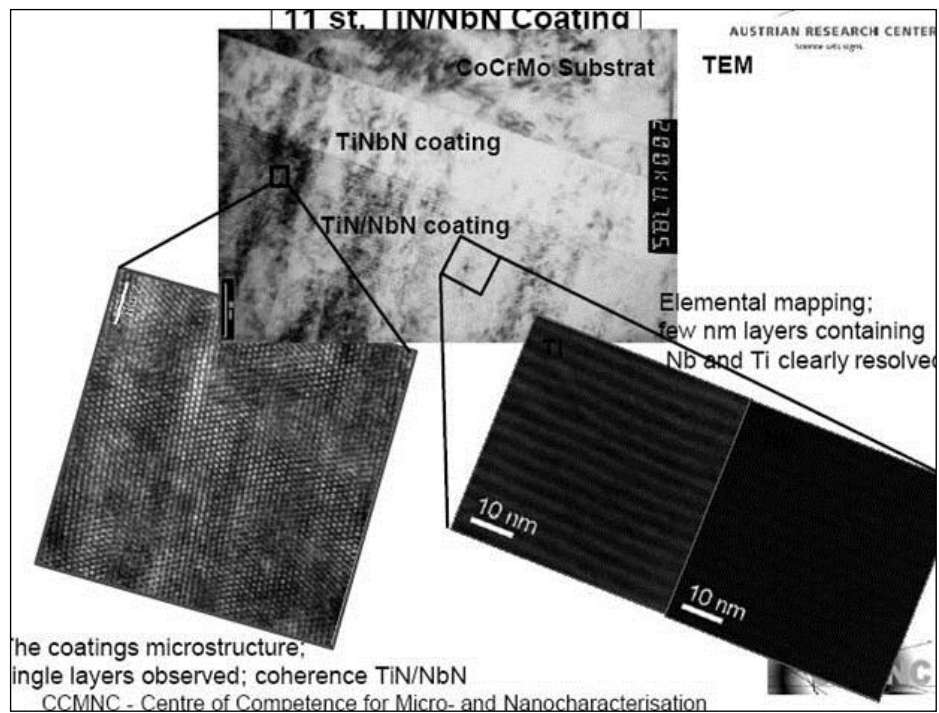 11 st. TiN/NbN Coating
AUSTRIAN RESEARCH CENTER
TEM
CoCrMo Substrat
TiNbN coating
TiN/NbN coating
Elemental mapping;
few nm layers containing
Nb and Ti clearly resolved
Ti
10 nm
10 nm
he coatings microstructure;
ingle layers observed; coherence TiN/NbN
CCMNC - Centre of Competence for Micro- and Nanocharacterisation